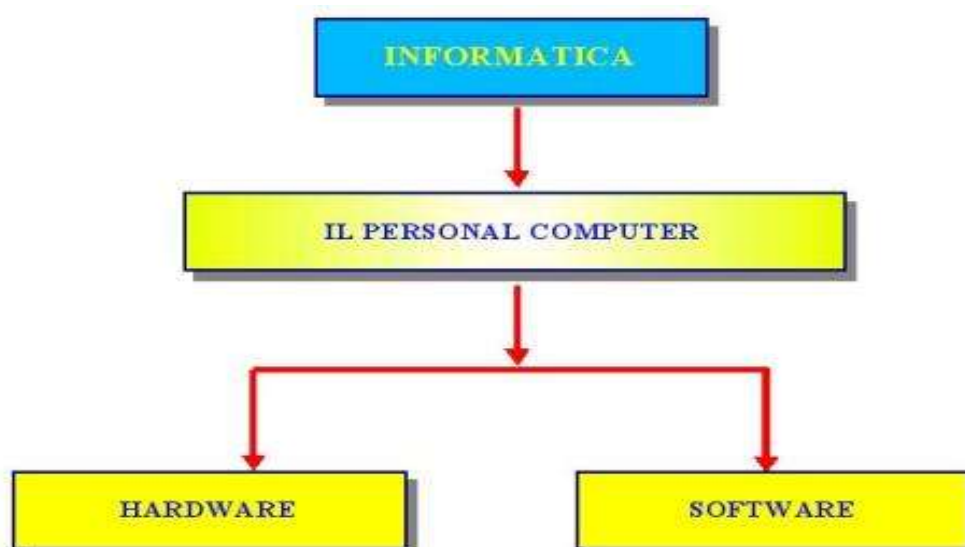 INFORMATICA
IL PERSONAL COMPUTER
HARDWARE
SOFTWARE